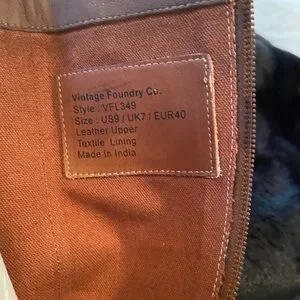 Vintage Foundry Co.
Style : VFL349
Size : US9 / UK7 / EUR40
Leather Upper
Textile Lining
Made in India